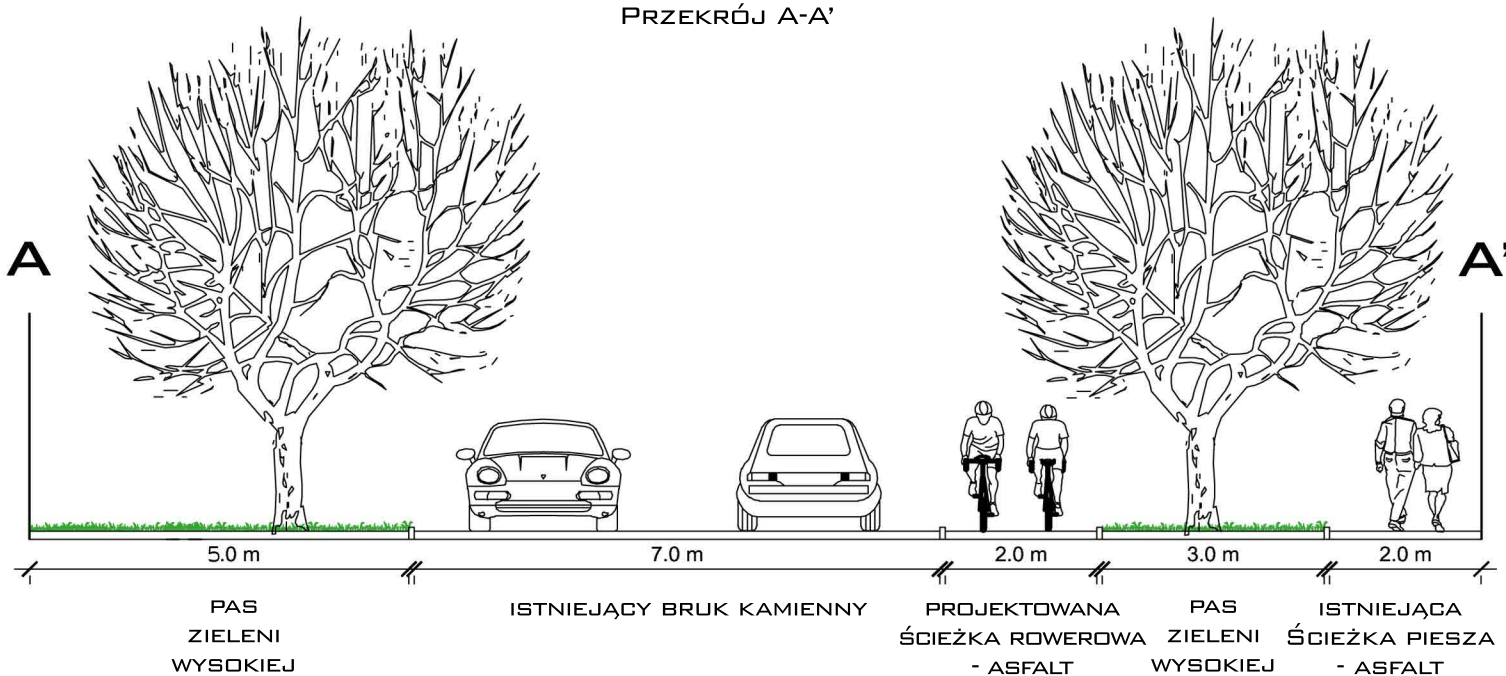 PRZEKRÓJ A-A'
A
A'
5.0 m
7.0 m
2.0 m
3.0 m
2.0 m
PAS
ZIELENI
WYSOKIEJ
ISTNIEJĄCY BRUK KAMIENNY
PROJEKTOWANA
ŚCIEŻKA ROWEROWA
- ASFALT
PAS
ZIELENI
WYSOKIEJ
ISTNIEJĄCA
ŚCIEŻKA PIESZA
- ASFALT